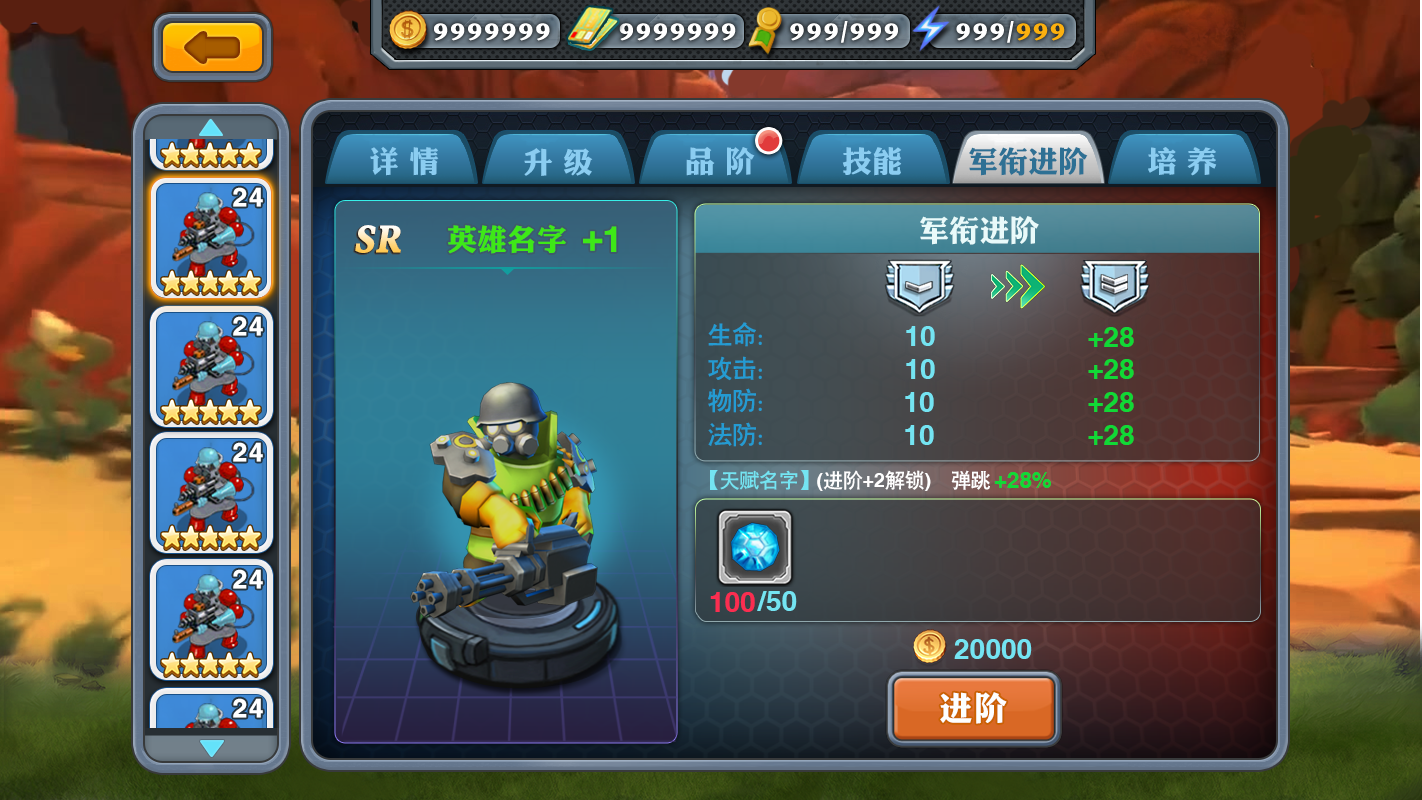 9999999 9999999 999/999 999/999
详情 升级 品阶 技能 军衔进阶 培养
24
24
24
24
24
SR 英雄名字 +1
军衔进阶
生命: 10 +28
攻击: 10 +28
物防: 10 +28
法防: 10 +28
【天赋名字】(进阶+2解锁) 弹跳+28%
100/50
20000
进阶